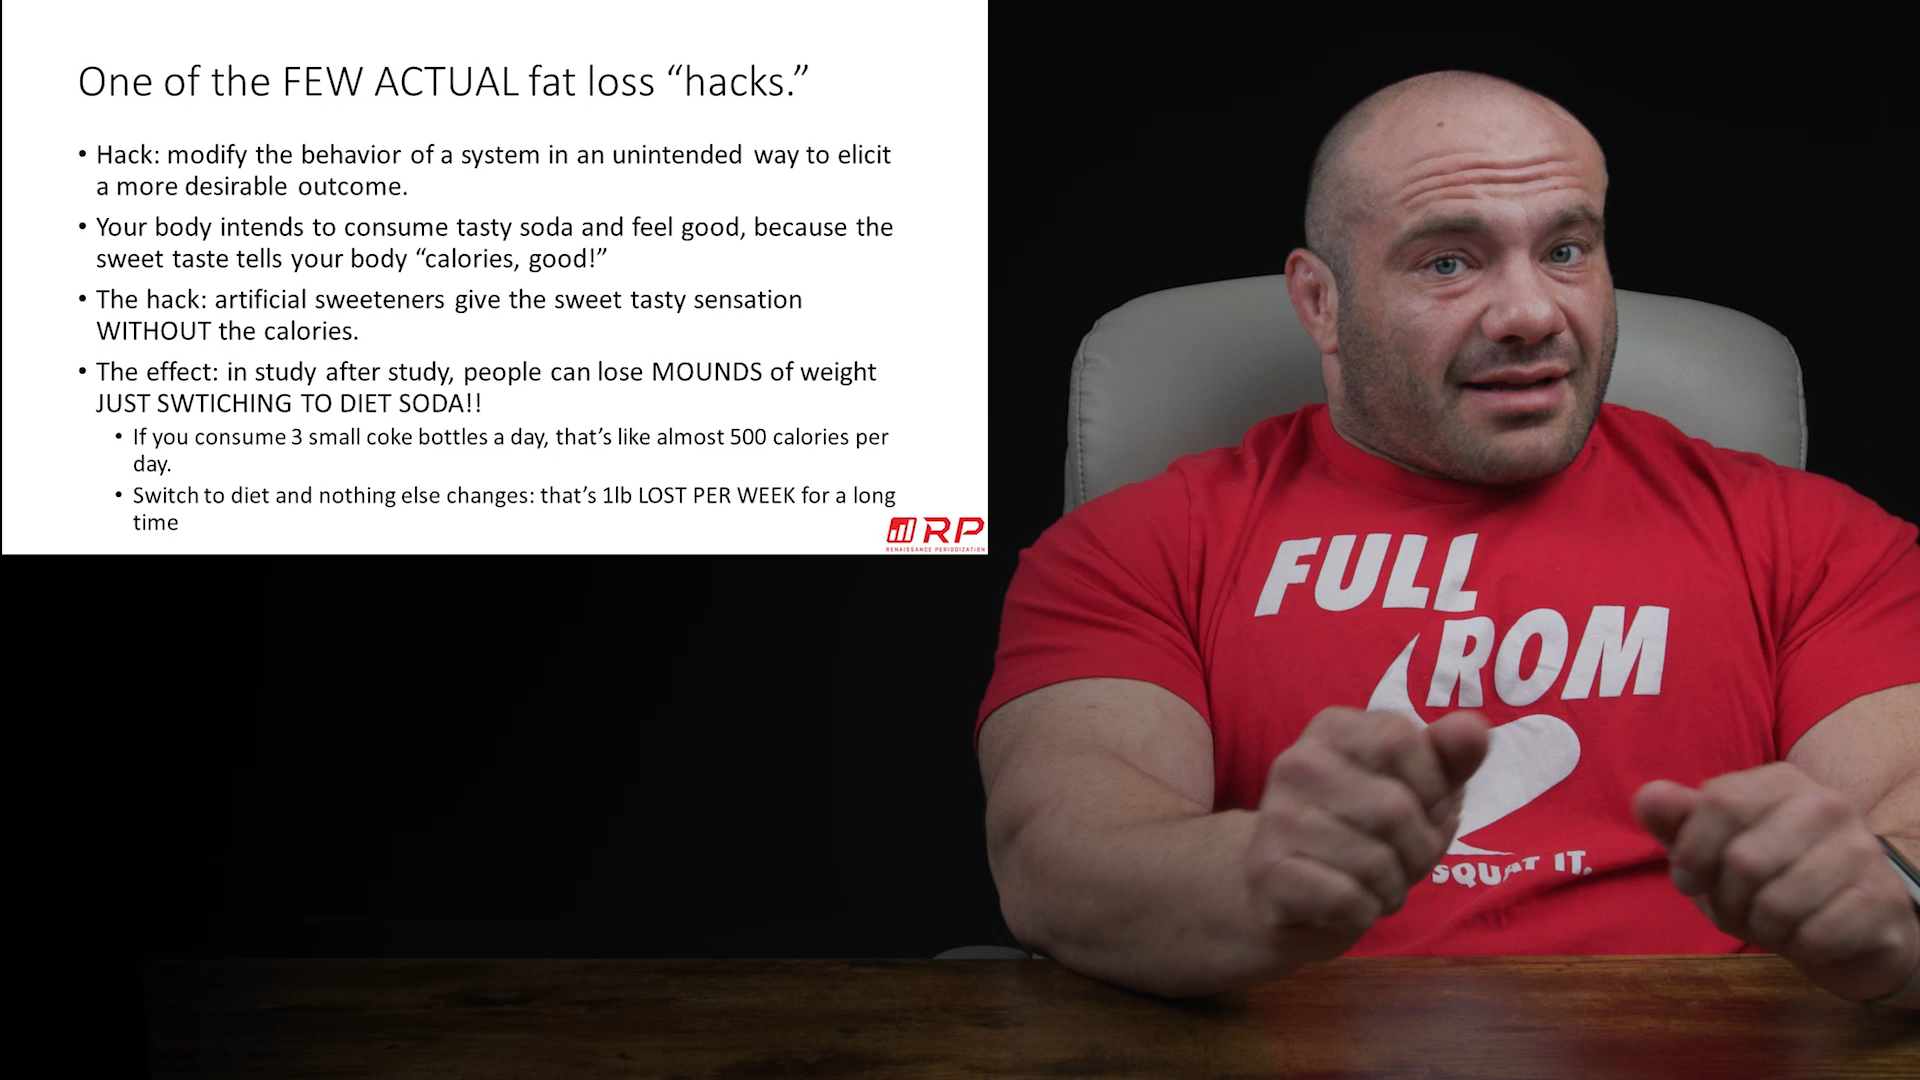 One of the FEW ACTUAL fat loss “hacks.”
• Hack: modify the behavior of a system in an unintended way to elicit
a more desirable outcome.
• Your body intends to consume tasty soda and feel good, because the
sweet taste tells your body “calories, good!”
• The hack: artificial sweeteners give the sweet tasty sensation
WITHOUT the calories.
• The effect: in study after study, people can lose MOUNDS of weight
JUST SWTICHING TO DIET SODA!!
• If you consume 3 small coke bottles a day, that’s like almost 500 calories per
day.
• Switch to diet and nothing else changes: that’s 1lb LOST PER WEEK for a long
time
RP
RENAISSANCE PERIODIZATION
FULL
ROM
SQUAT IT.